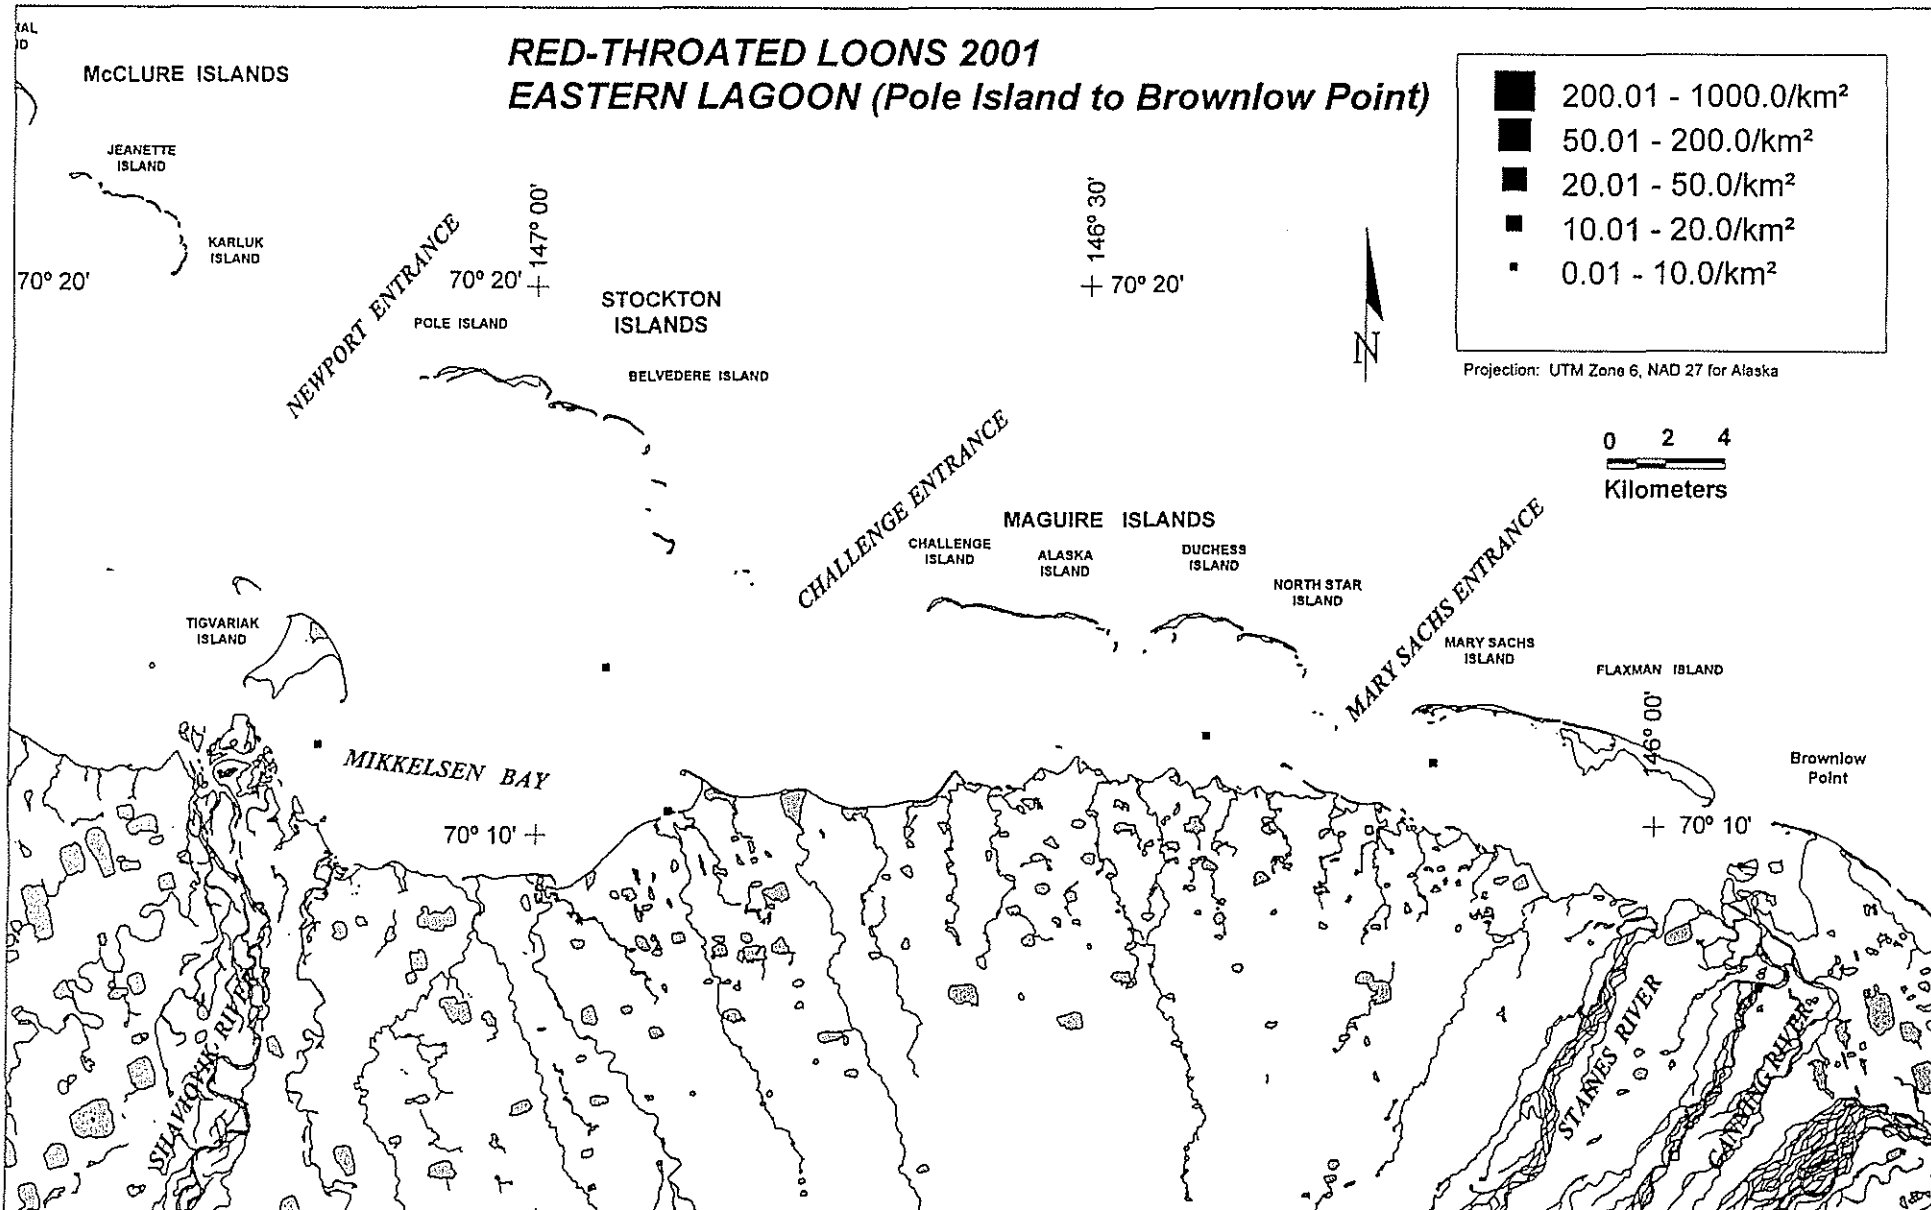 RED-THROATED LOONS 2001
EASTERN LAGOON (Pole Island to Brownlow Point)
McCLURE ISLANDS
JEANETTE
ISLAND
KARLUK
ISLAND
70° 20'
NEWPORT ENTRANCE
147° 00'
70° 20'
POLE ISLAND
STOCKTON
ISLANDS
BELVEDERE ISLAND
146° 30'
70° 20'
N
200.01 - 1000.0/km²
50.01 - 200.0/km²
20.01 - 50.0/km²
10.01 - 20.0/km²
0.01 - 10.0/km²
Projection: UTM Zone 6, NAD 27 for Alaska
0 2 4
Kilometers
CHALLENGE ENTRANCE
MAGUIRE ISLANDS
CHALLENGE
ISLAND
ALASKA
ISLAND
DUCHESS
ISLAND
NORTH STAR
ISLAND
MARY SACHS ENTRANCE
MARY SACHS
ISLAND
FLAXMAN ISLAND
146° 00'
Brownlow
Point
TIGVARIAK
ISLAND
MIKKELSEN BAY
70° 10'
70° 10'
SHAVIOVIK RIVER
STAINES RIVER
CANNING RIVER